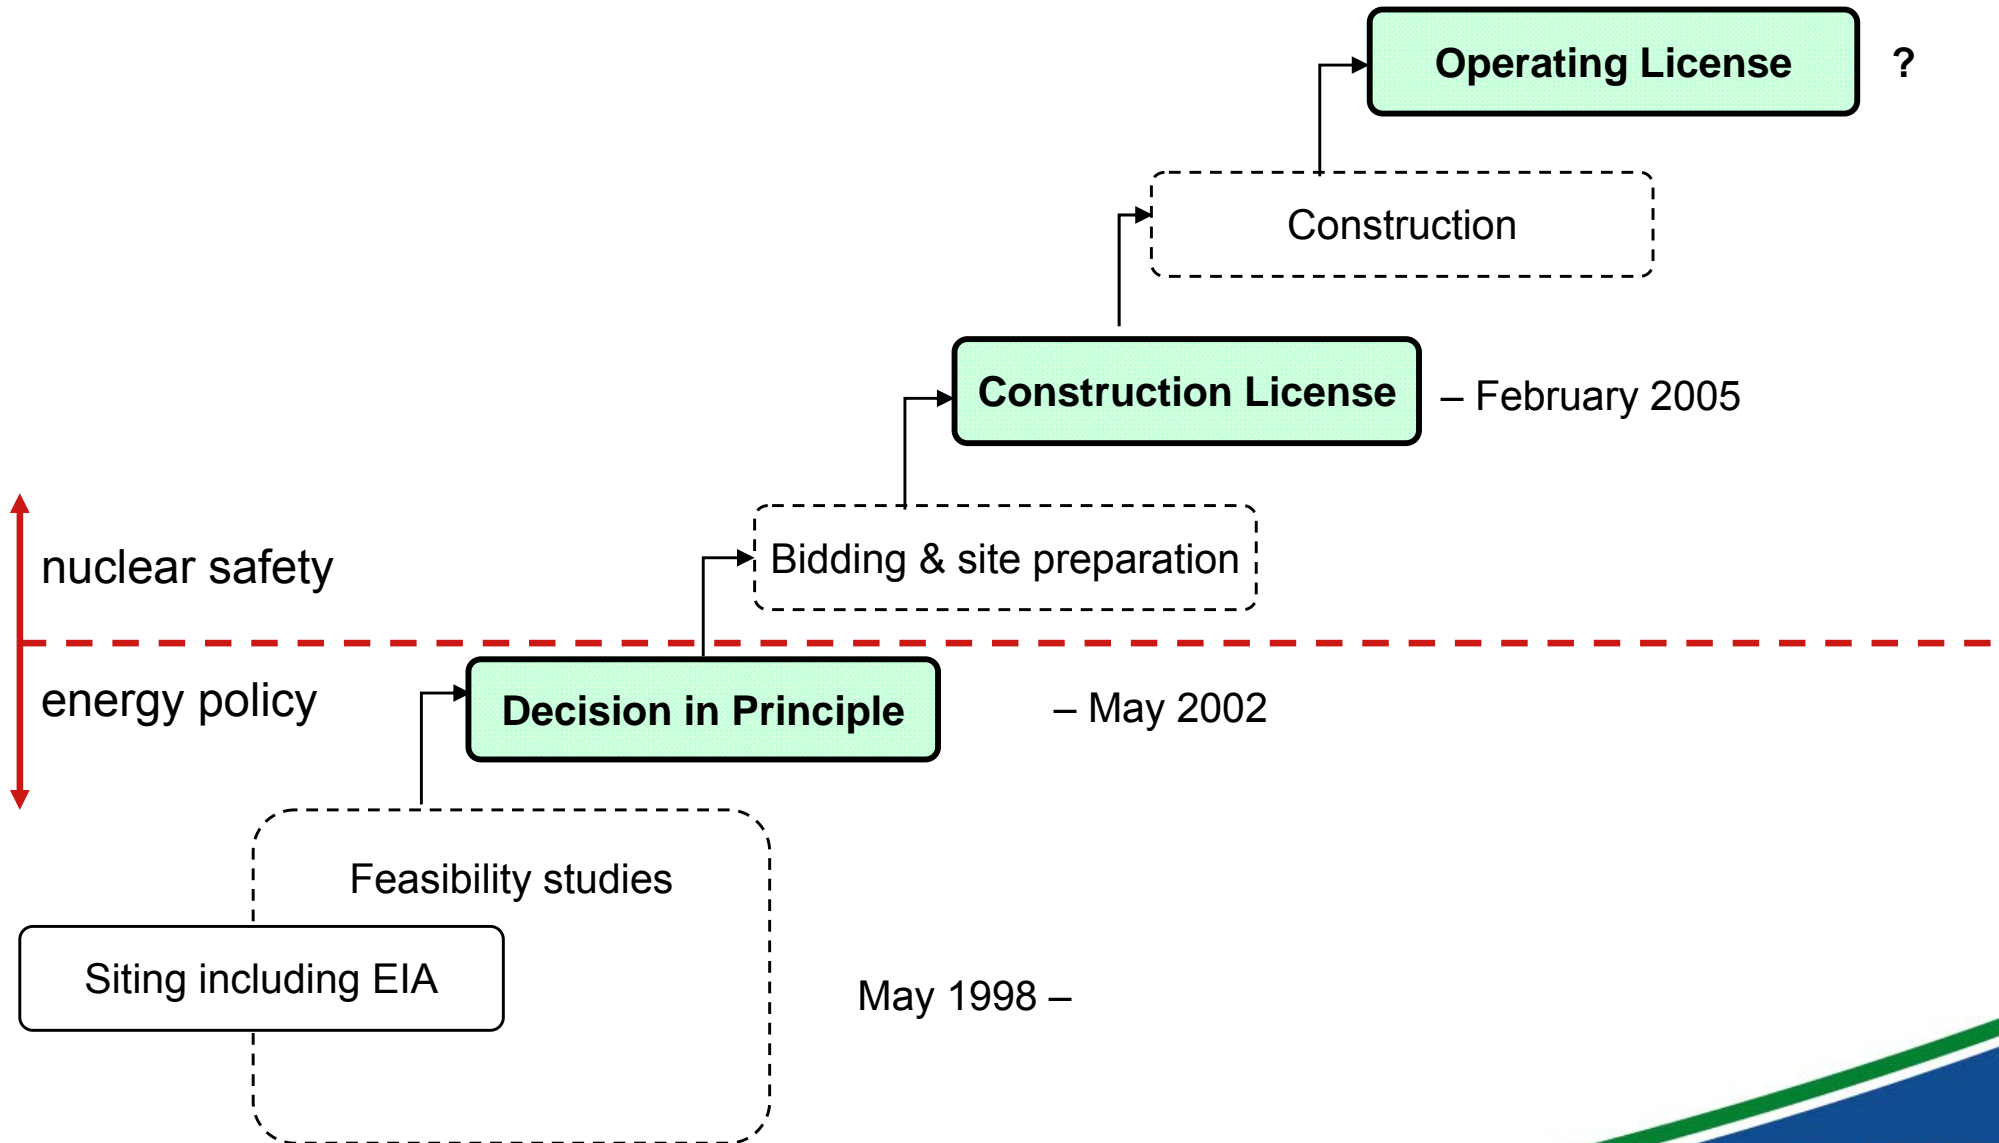 Operating License ?
Construction
Construction License – February 2005
Bidding & site preparation
nuclear safety
energy policy
Decision in Principle – May 2002
Feasibility studies
Siting including EIA
May 1998 –